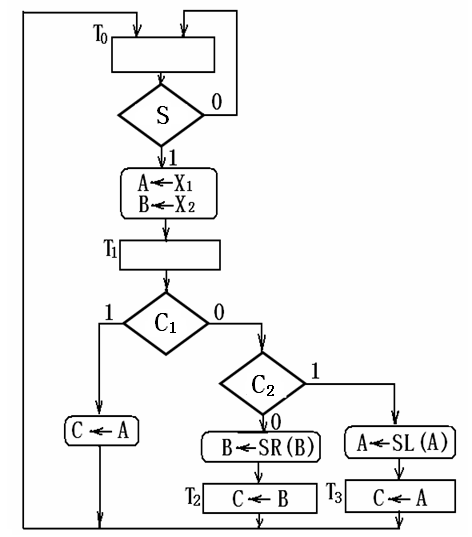 T₀
S
0
1
A←X₁
B←X₂
T₁
C₁
1
0
C₂
1
0
C←A
B←SR(B)
A←SL(A)
T₂
C←B
T₃
C←A